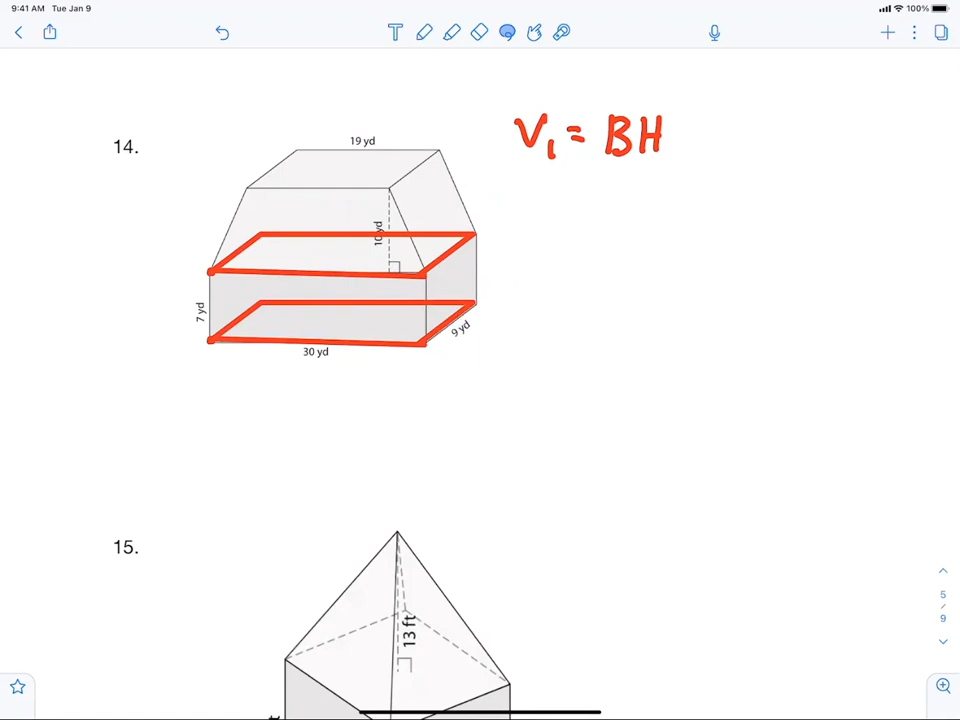 9:41 AM Tue Jan 9
100%
14.
19 yd
V₁ = BH
10 yd
7 yd
9 yd
30 yd
15.
13 ft
5
/
9